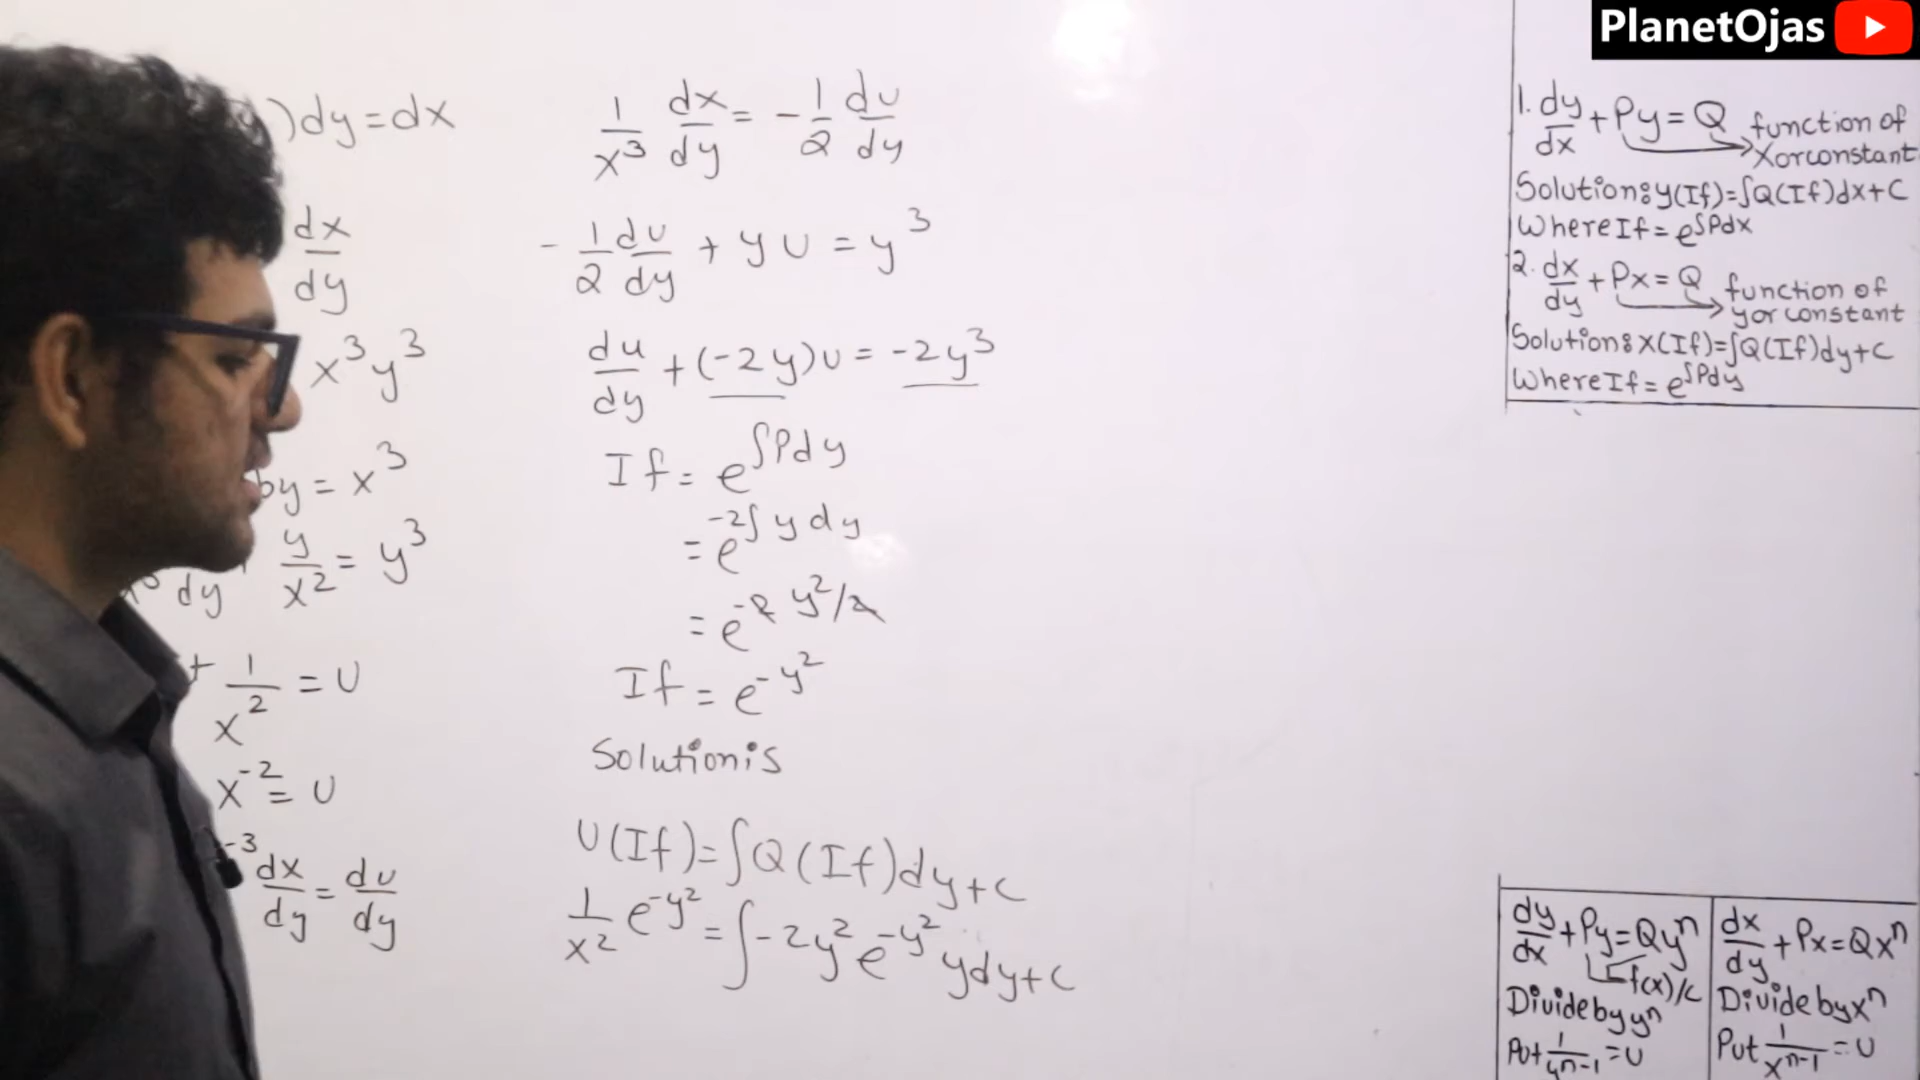 PlanetOjas
)dy = dx
dx/dy
x³y³
by = x³
dy y/x² = y³
1/x² = U
x⁻² = U
-3 dx/dy = du/dy
1/x³ dx/dy = -1/2 du/dy
-1/2 du/dy + yu = y³
du/dy + (-2y)u = -2y³
If = e^∫Pdy
= e^-2∫ydy
= e^-2 y²/2
If = e^-y²
Solution is
U(If) = ∫Q(If)dy+c
1/x² e^-y² = ∫-2y² e^-y² ydy+c
1. dy/dx + Py = Q function of
x or constant
Solution: y(If)=∫Q(If)dx+c
Where If = e^∫Pdx
2. dx/dy + Px = Q function of
y or constant
Solution: x(If)=∫Q(If)dy+c
Where If = e^∫Pdy
dy/dx + Py = Qyⁿ
f(x)/c
Divide by yⁿ
Put 1/yⁿ⁻¹ = U
dx/dy + Px = Qxⁿ
Divide by xⁿ
Put 1/xⁿ⁻¹ = U